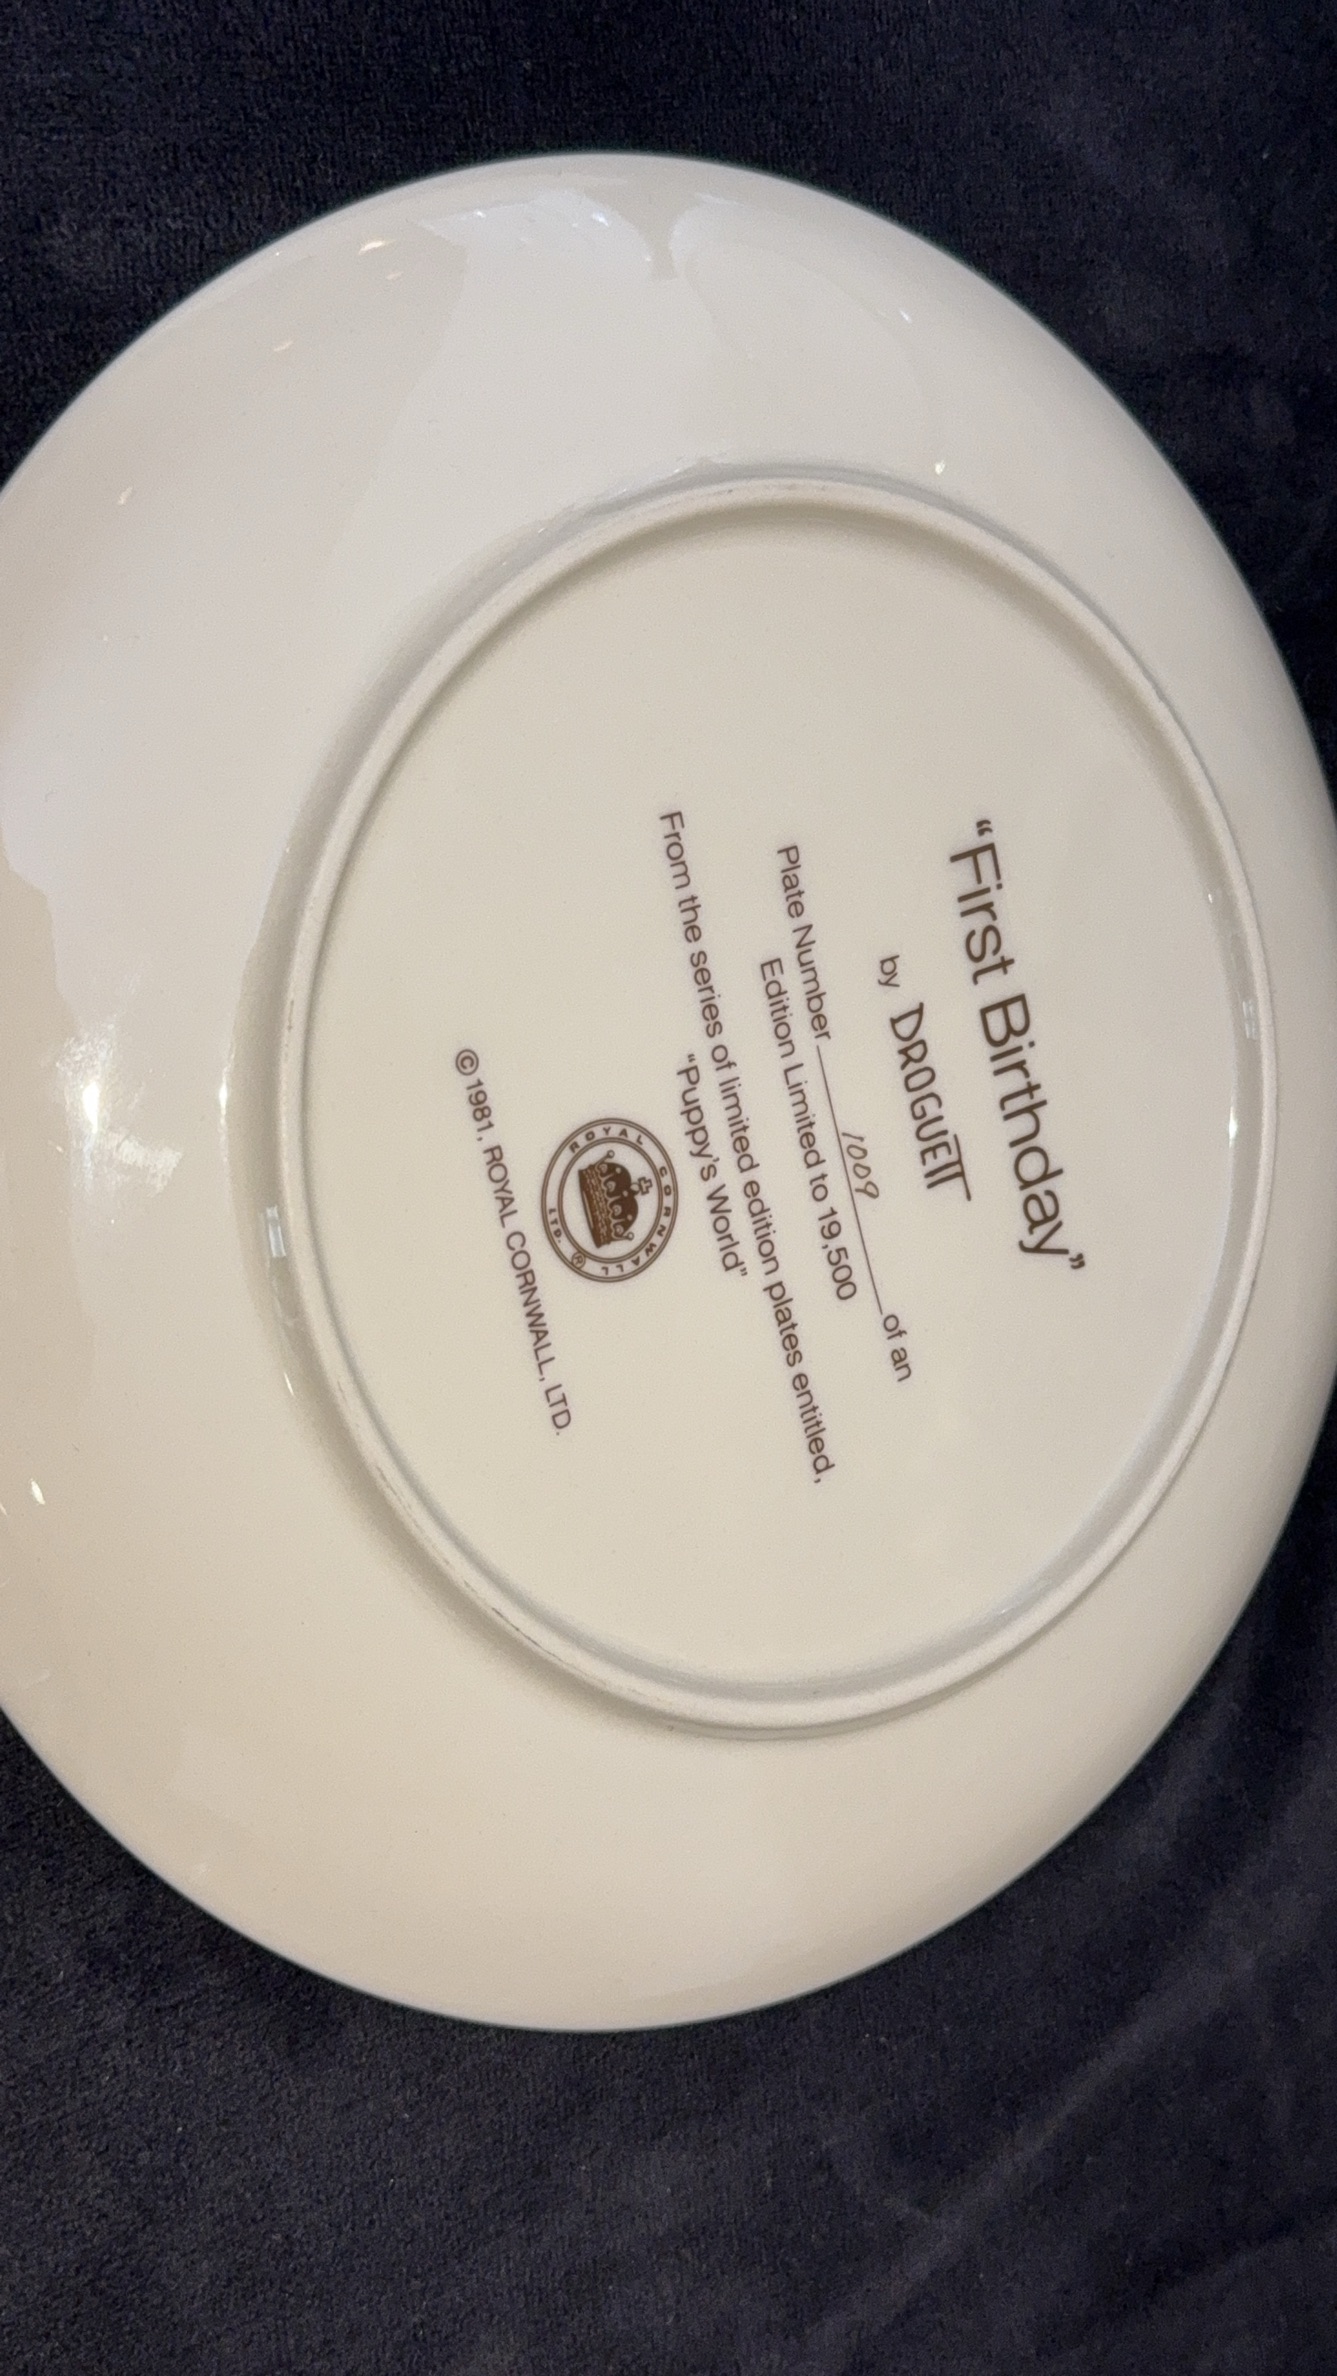 “First Birthday”
by DROGUETT
Plate Number 1009 of an
Edition Limited to 19,500
From the series of limited edition plates entitled,
“Puppy's World”
ROYAL CORNWALL LTD. ®
©1981, ROYAL CORNWALL, LTD.